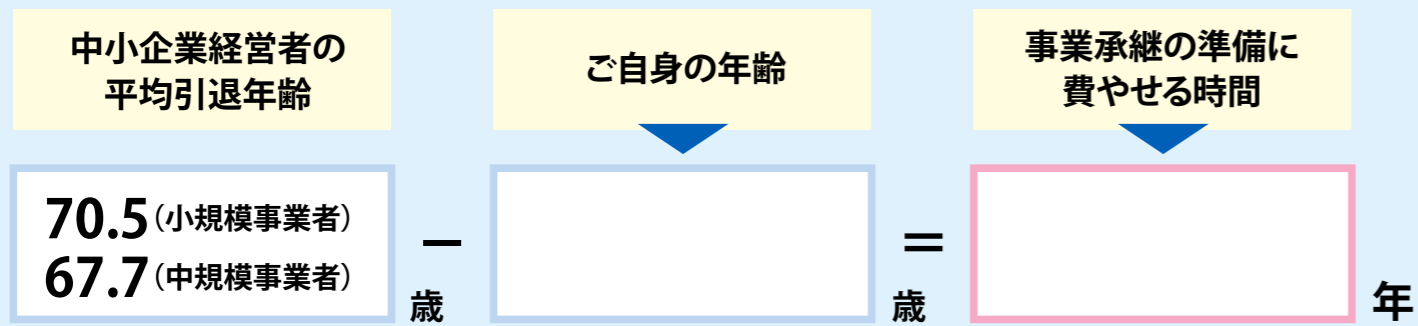 中小企業経営者の
平均引退年齢
ご自身の年齢
事業承継の準備に
費やせる時間
70.5(小規模事業者)
67.7(中規模事業者)
歳
－
歳
＝
年